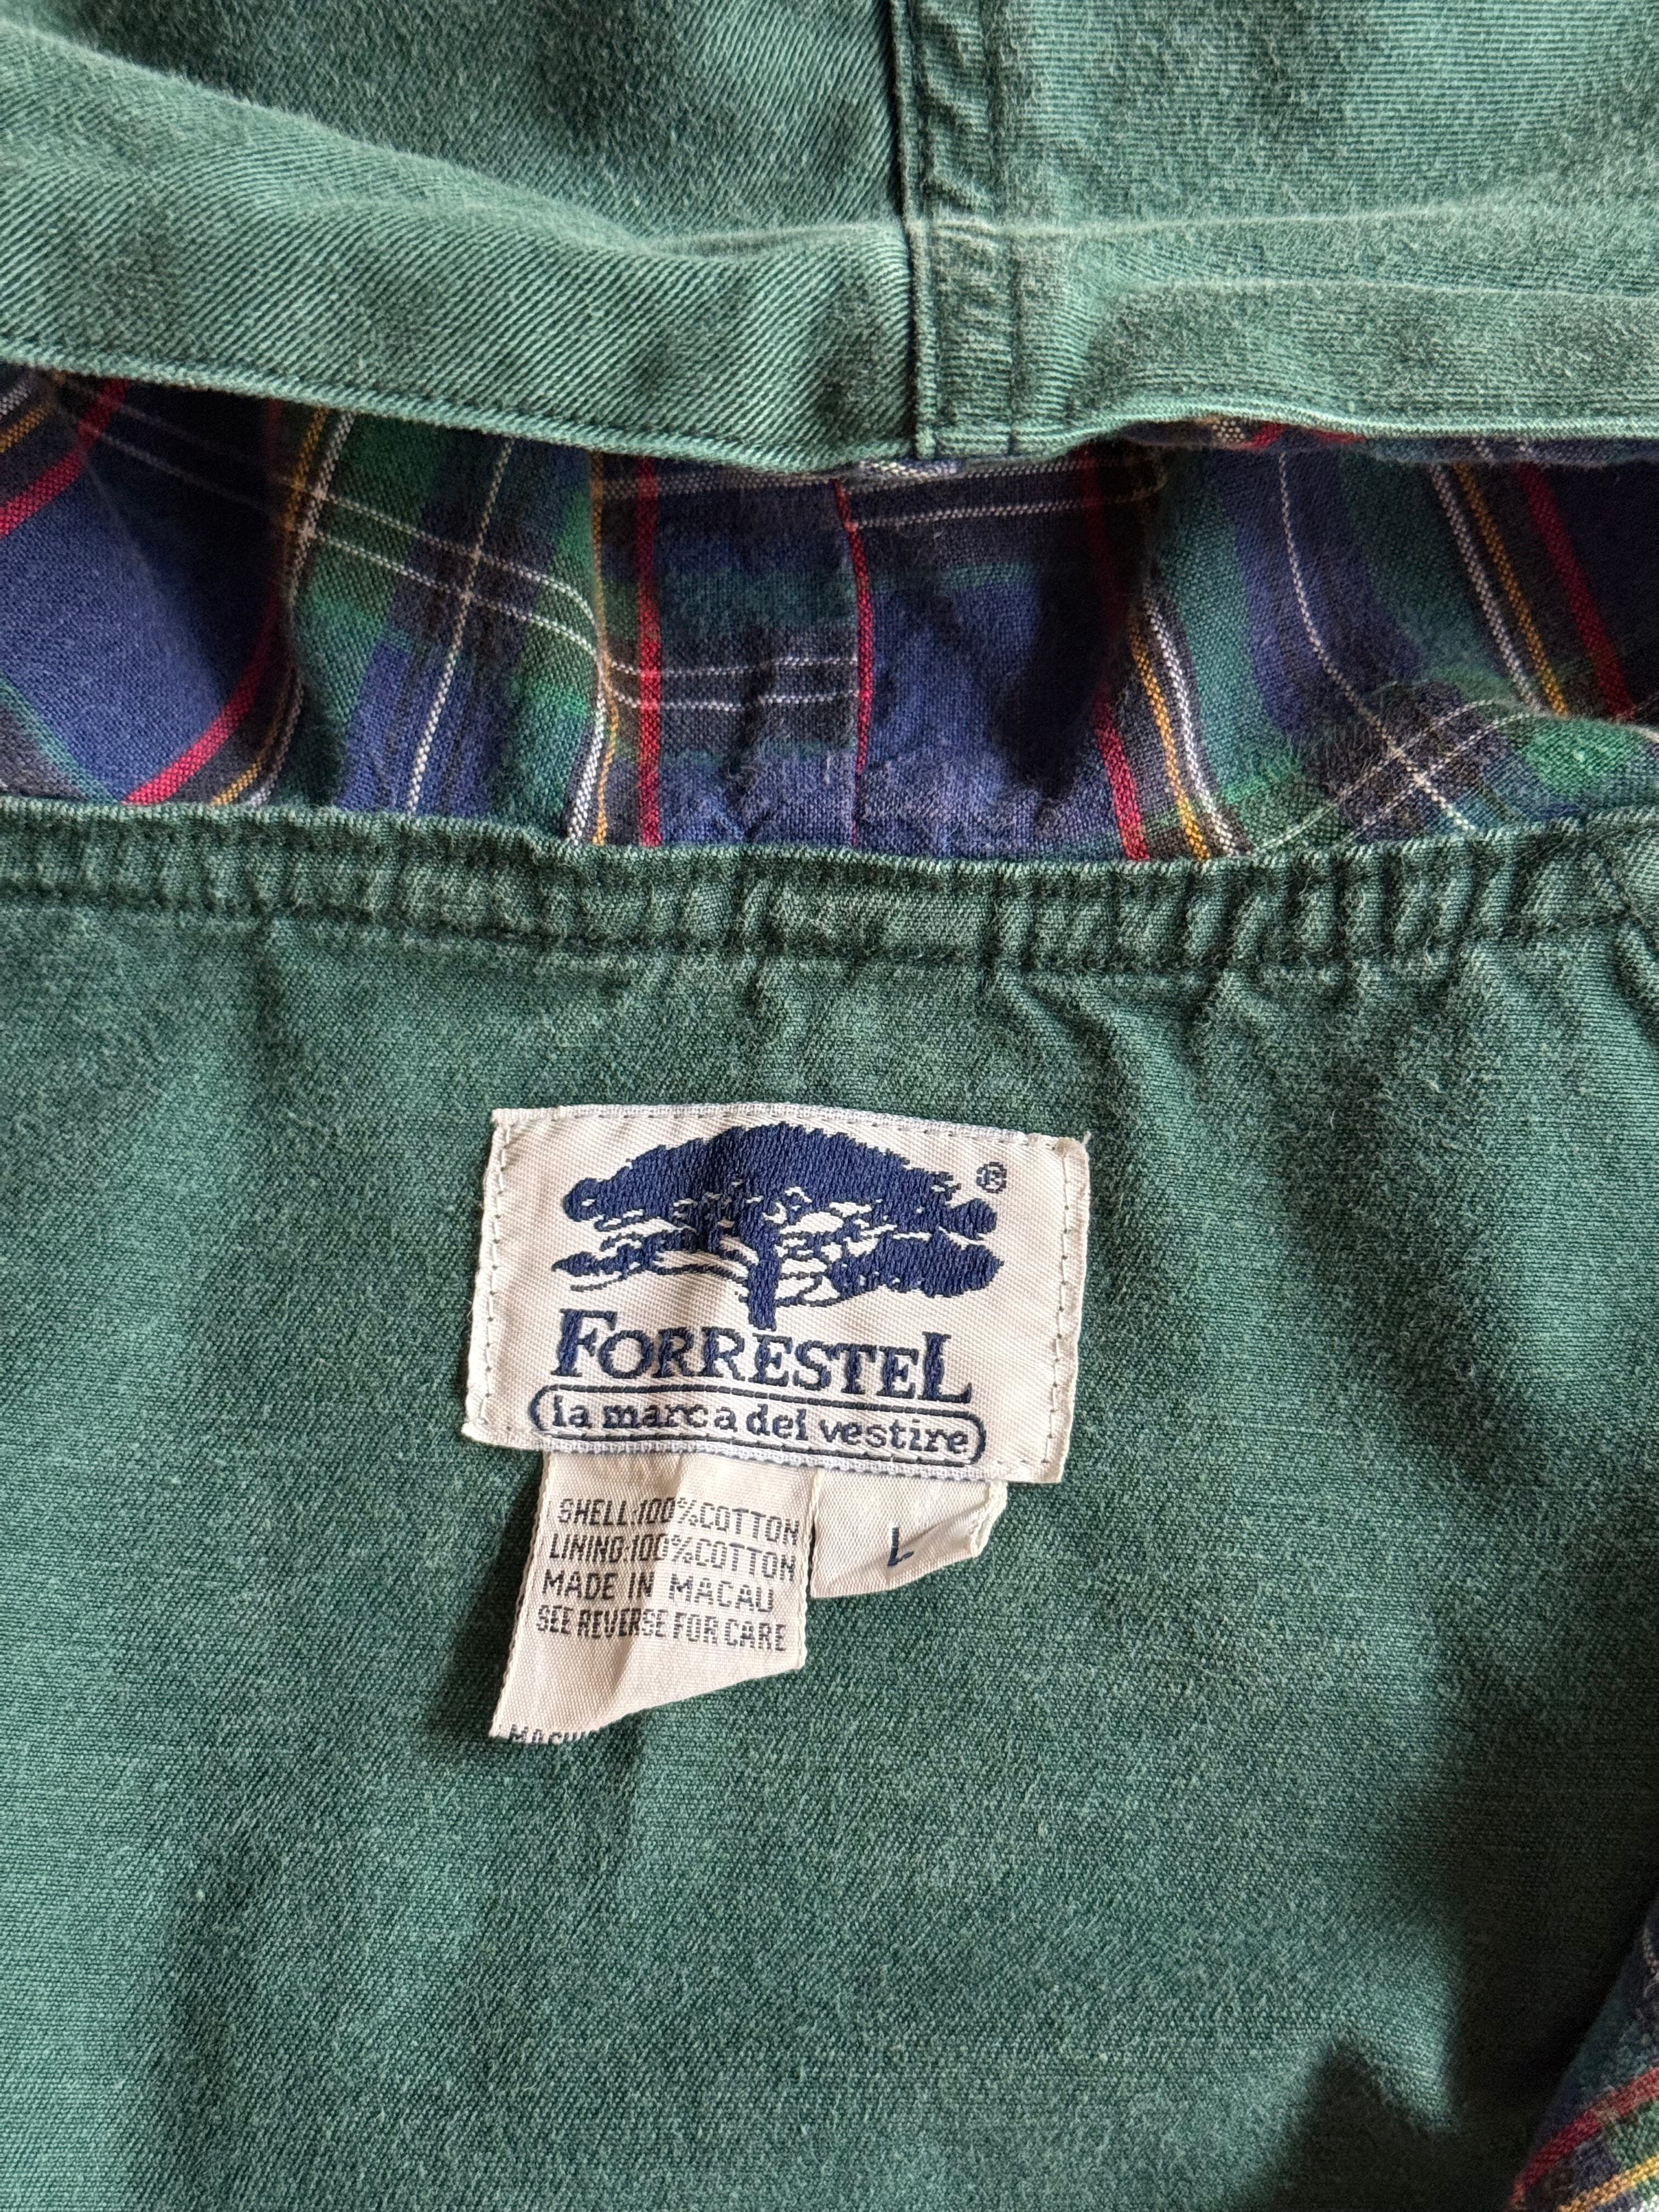 ®
FORRESTEL
la marca del vestire
SHELL:100%COTTON
LINING:100%COTTON
MADE IN MACAU
SEE REVERSE FOR CARE
L